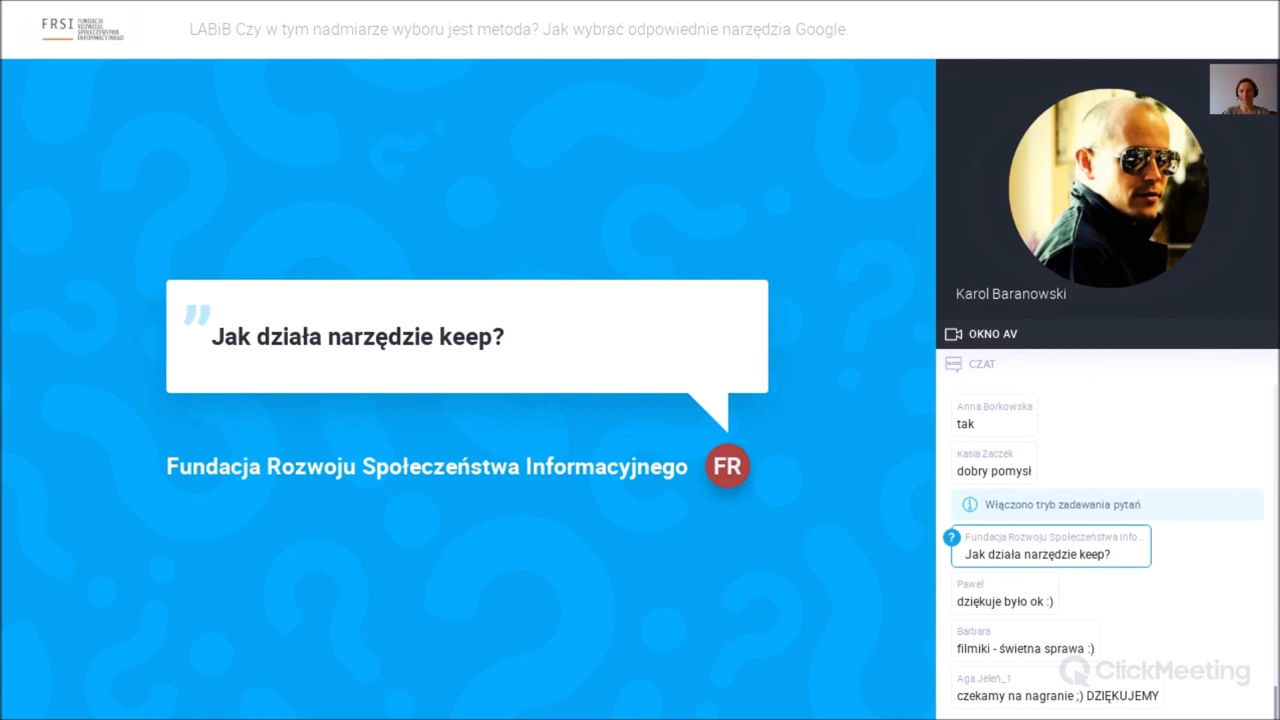 FRSI FUNDACJA
ROZWOJU
SPOŁECZEŃSTWA
INFORMACYJNEGO
LABiB Czy w tym nadmiarze wyboru jest metoda? Jak wybrać odpowiednie narzędzia Google.
" Jak działa narzędzie keep?
Fundacja Rozwoju Społeczeństwa Informacyjnego FR
Karol Baranowski
OKNO AV
CZAT
Anna Borkowska
tak
Kasia Żaczek
dobry pomysł
Włączono tryb zadawania pytań
? Fundacja Rozwoju Społeczeństwa Info...
Jak działa narzędzie keep?
Paweł
dziękuje było ok :)
Barbara
filmiki - świetna sprawa :)
ClickMeeting
Aga Jeleń_1
czekamy na nagranie ;) DZIĘKUJEMY